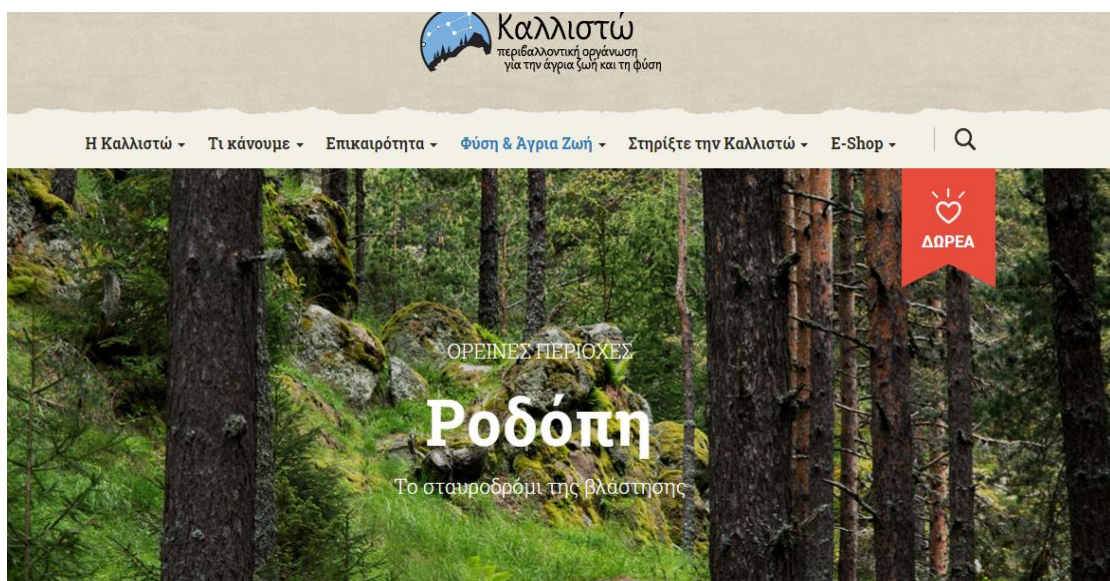 Καλλιστώ
περιβαλλοντική οργάνωση
για την άγρια ζωή και τη φύση
Η Καλλιστώ Τι κάνουμε Επικαιρότητα Φύση & Άγρια Ζωή Στηρίξτε την Καλλιστώ E-Shop
ΔΩΡΕΑ
ΟΡΕΙΝΕΣ ΠΕΡΙΟΧΕΣ
Ροδόπη
Το σταυροδρόμι της βλάστησης